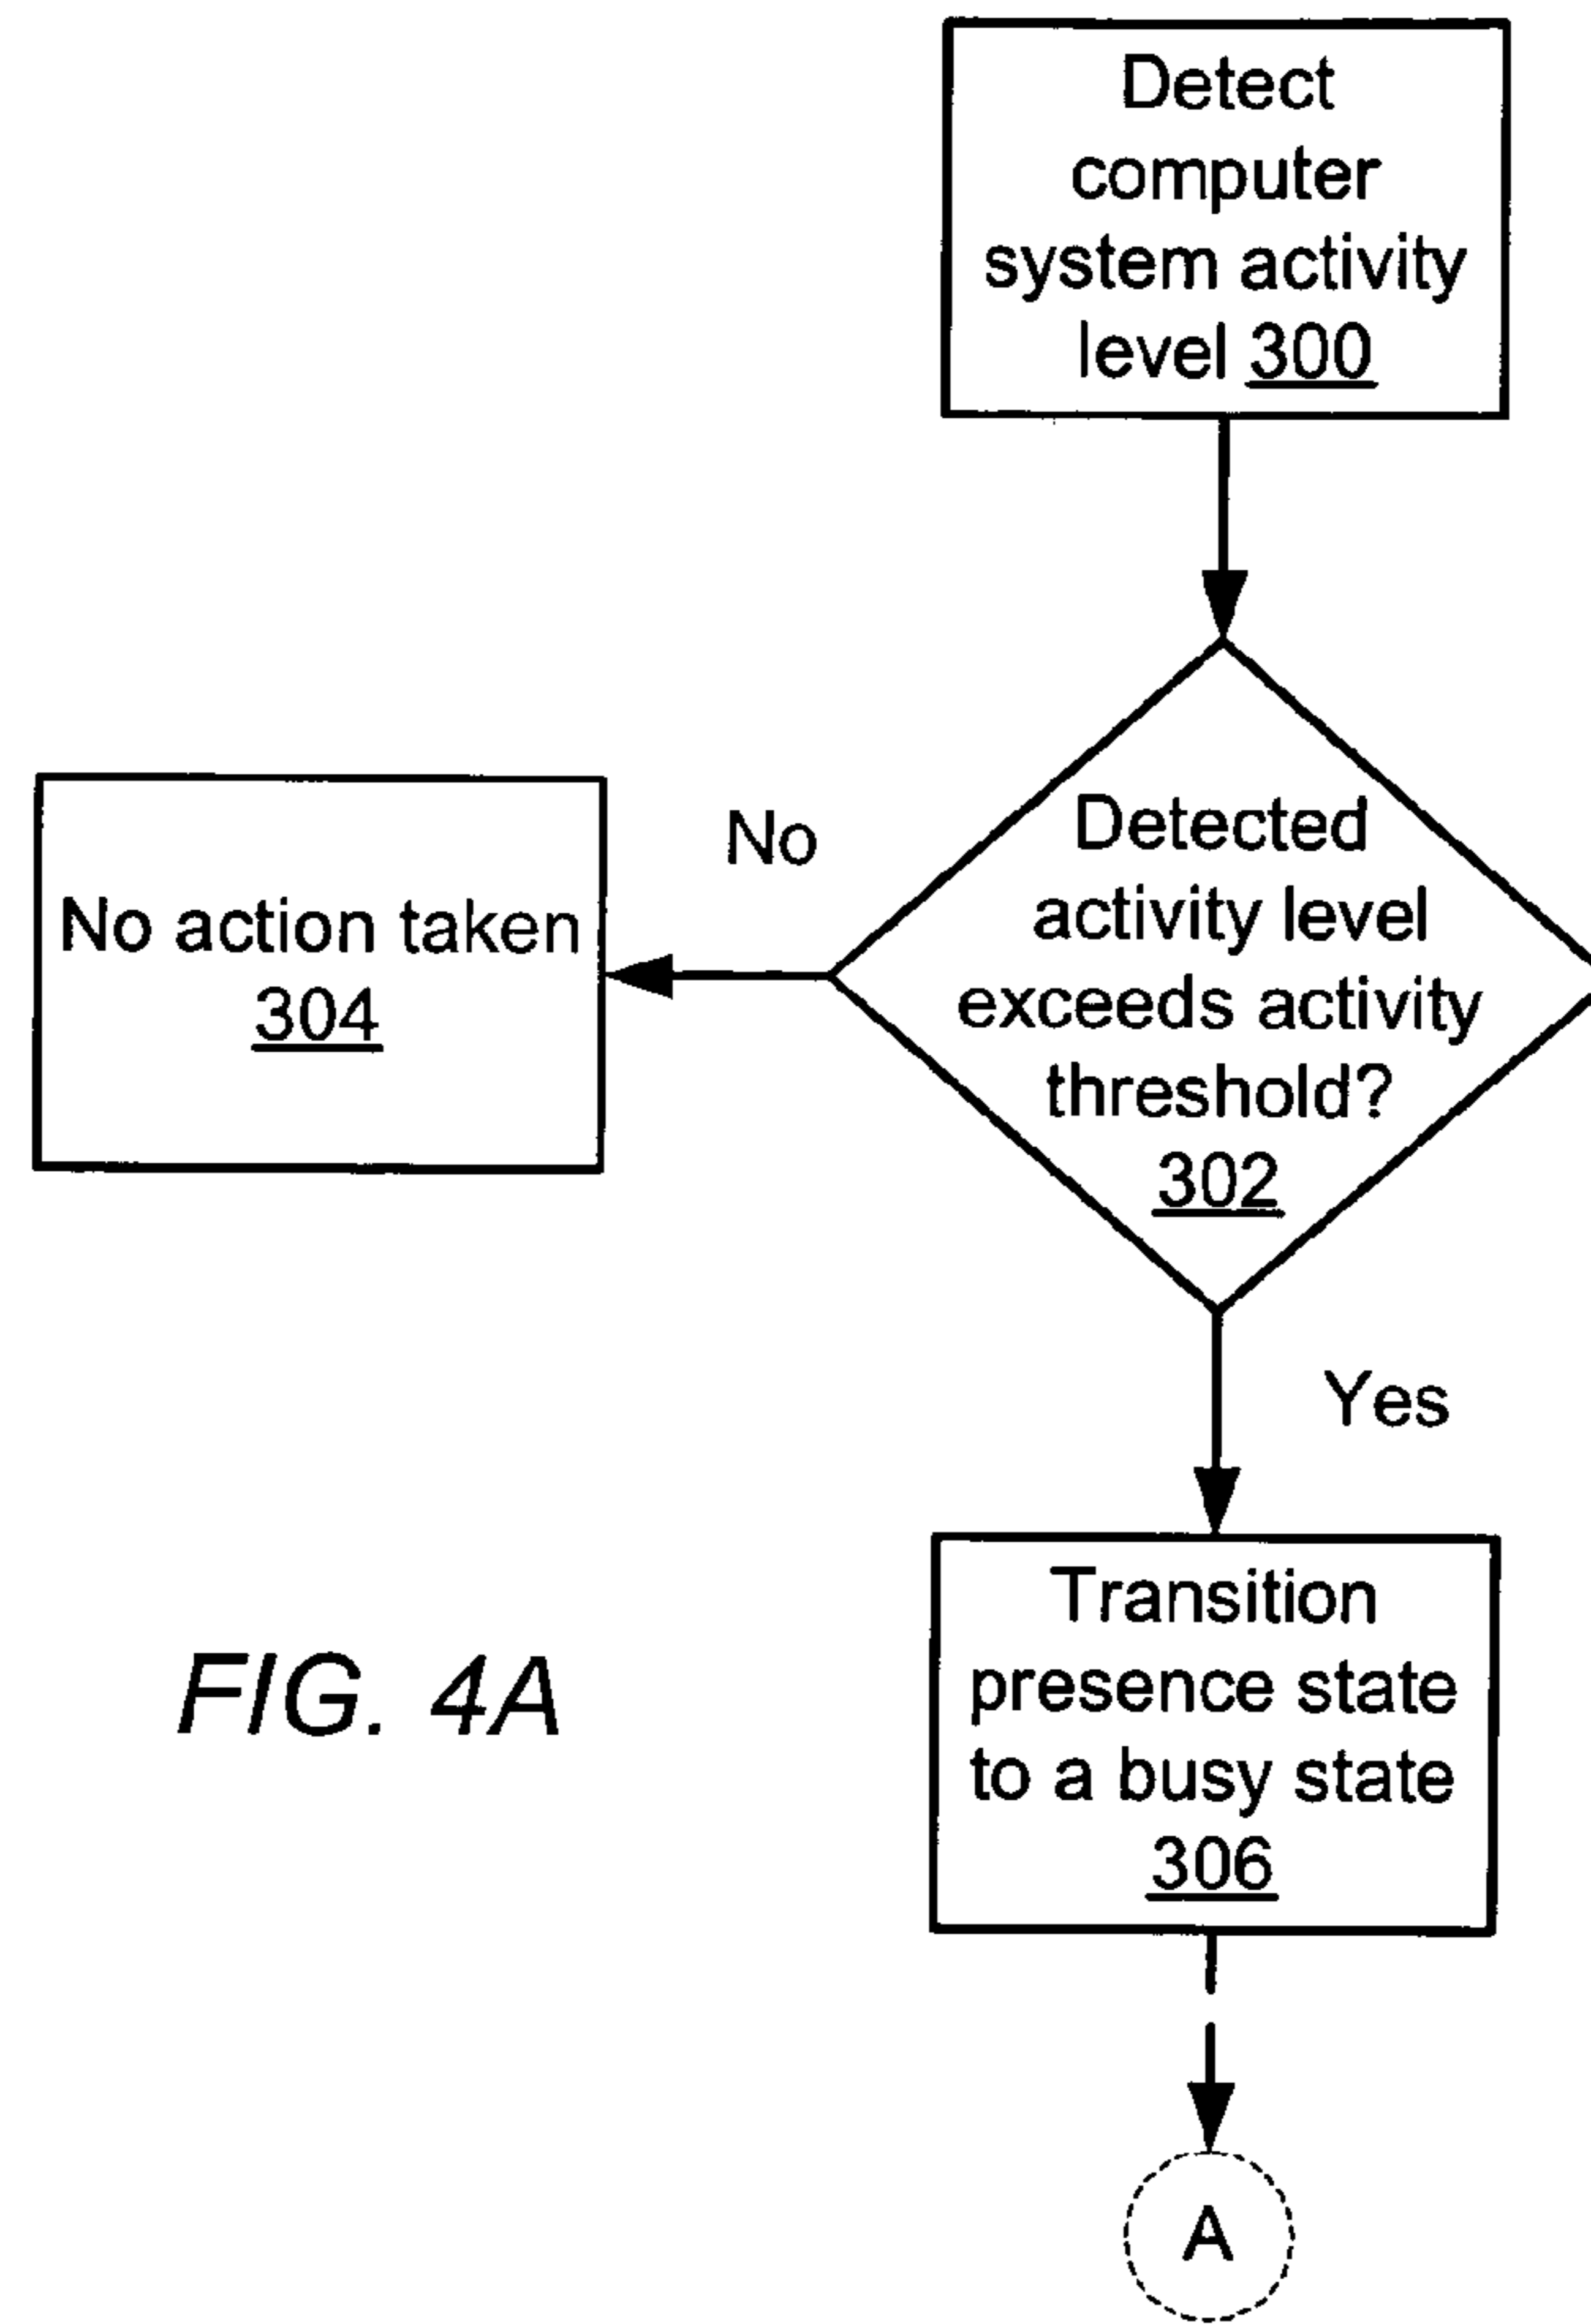 Detect
computer
system activity
level 300
Detected
activity level
exceeds activity
threshold?
302
No
No action taken
304
Yes
Transition
presence state
to a busy state
306
FIG. 4A
A